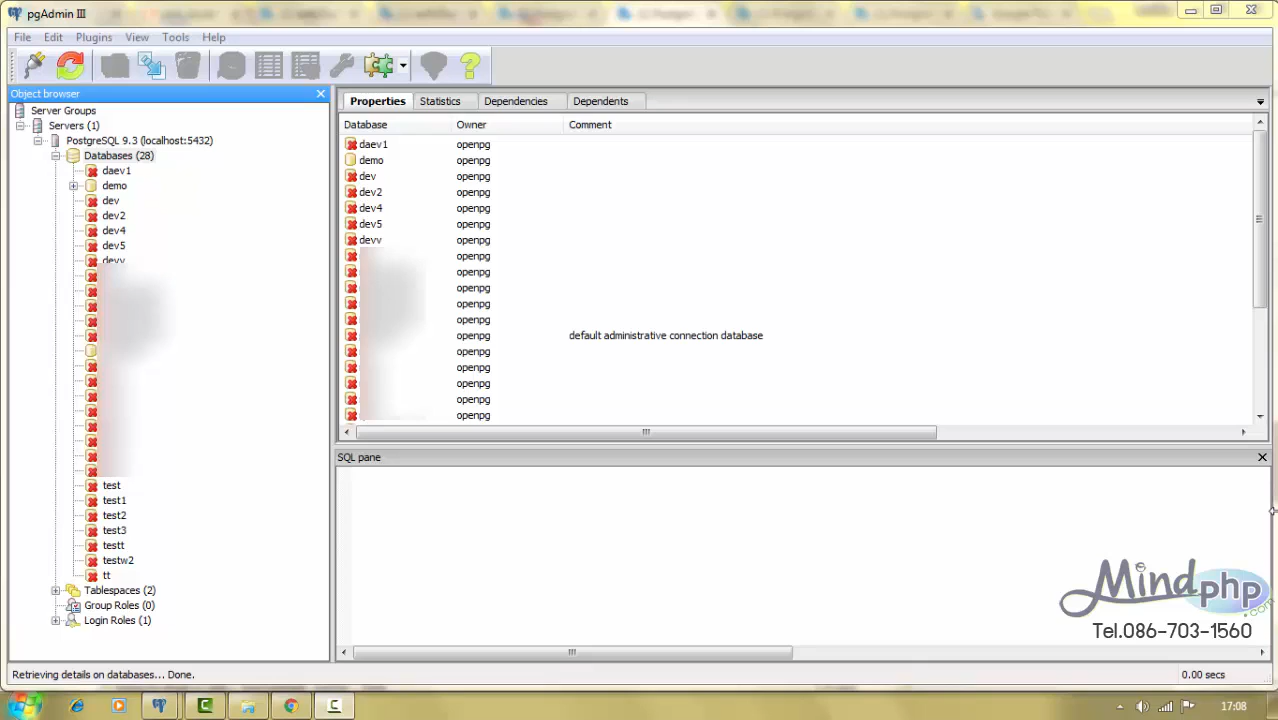 pgAdmin III
File Edit Plugins View Tools Help
Object browser
Server Groups
Servers (1)
PostgreSQL 9.3 (localhost:5432)
Databases (28)
daev1
demo
dev
dev2
dev4
dev5
devv
test
test1
test2
test3
testt
testw2
tt
Tablespaces (2)
Group Roles (0)
Login Roles (1)
Properties Statistics Dependencies Dependents
Database Owner Comment
daev1 openpg
demo openpg
dev openpg
dev2 openpg
dev4 openpg
dev5 openpg
devv openpg
openpg
openpg
openpg
openpg
openpg
openpg default administrative connection database
openpg
openpg
openpg
openpg
openpg
SQL pane
Mindphp.com
Tel.086-703-1560
Retrieving details on databases... Done. 0.00 secs
17:08